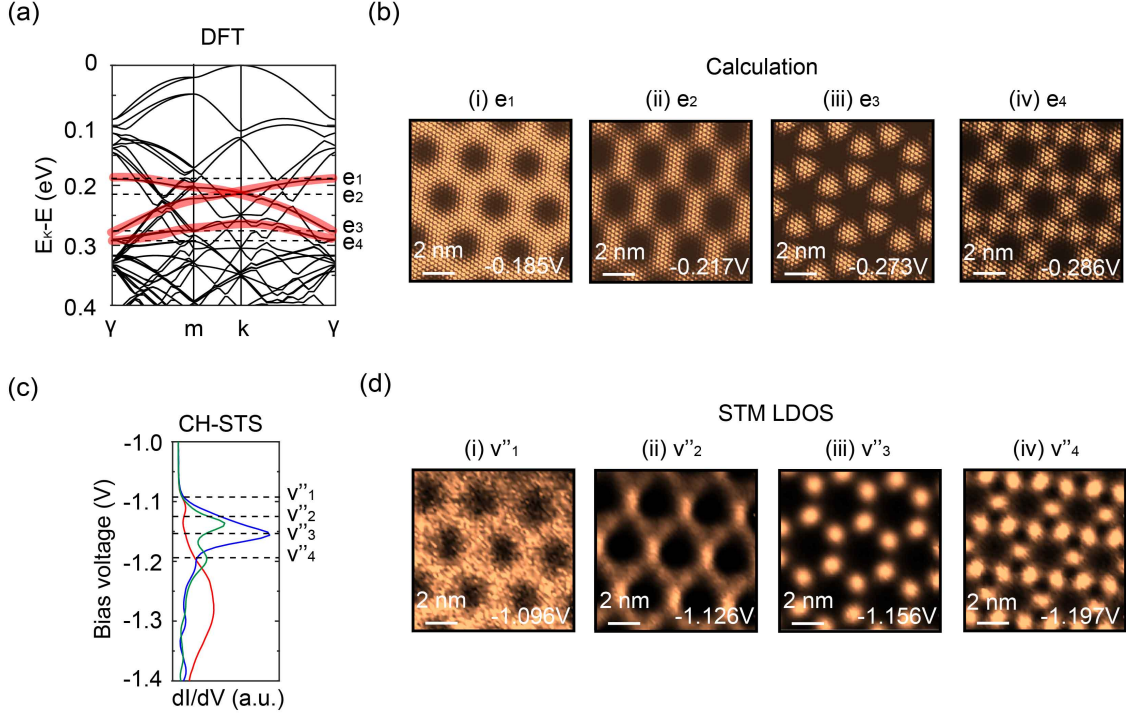 (a)
DFT
0
0.1
0.2
0.3
0.4
Eκ-E (eV)
γ m k γ
e₁
e₂
e₃
e₄
(b)
Calculation
(i) e₁ (ii) e₂ (iii) e₃ (iv) e₄
2 nm -0.185V 2 nm -0.217V 2 nm -0.273V 2 nm -0.286V
(c)
CH-STS
-1.0
-1.1
-1.2
-1.3
-1.4
Bias voltage (V)
v"₁
v"₂
v"₃
v"₄
dI/dV (a.u.)
(d)
STM LDOS
(i) v"₁ (ii) v"₂ (iii) v"₃ (iv) v"₄
2 nm -1.096V 2 nm -1.126V 2 nm -1.156V 2 nm -1.197V